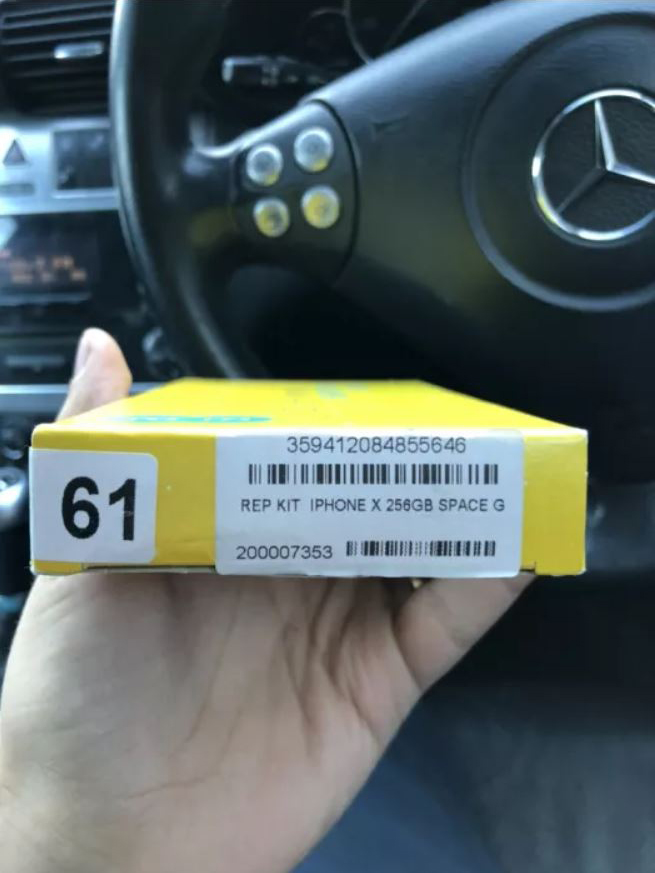 359412084855646
61
REP KIT IPHONE X 256GB SPACE G
200007353